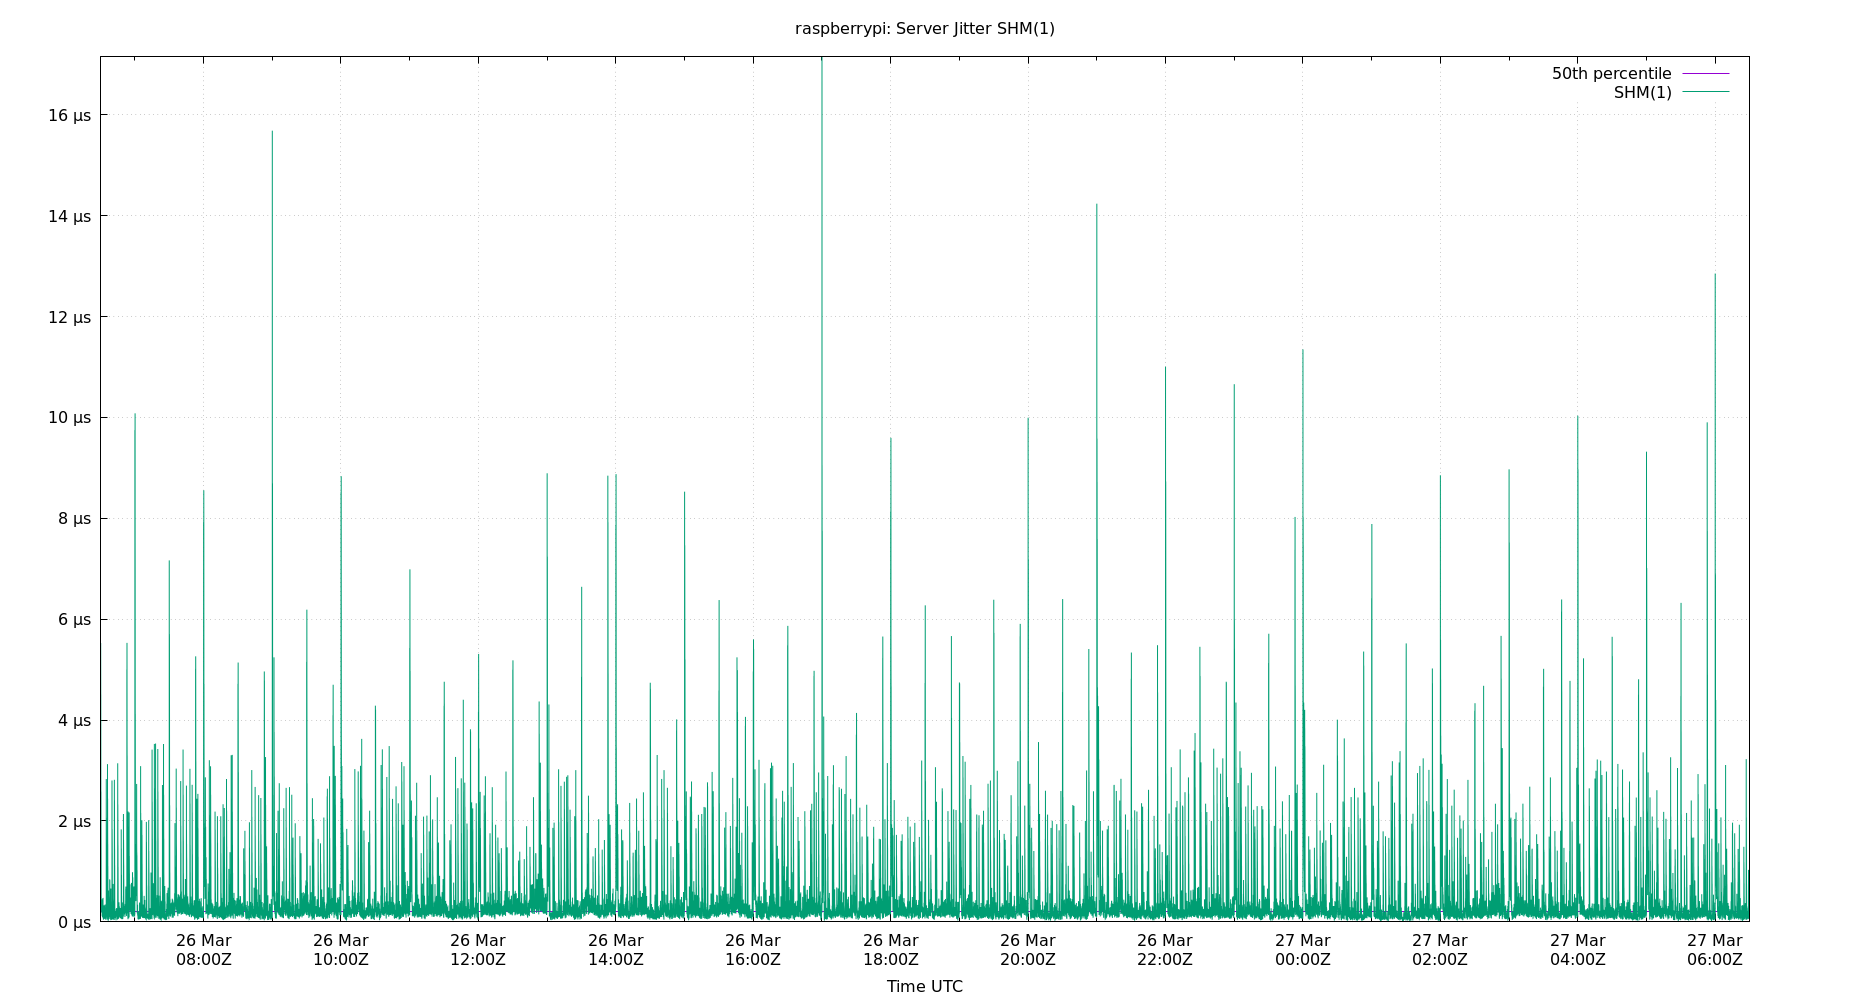 raspberrypi: Server Jitter SHM(1)
50th percentile
SHM(1)
16 µs
14 µs
12 µs
10 µs
8 µs
6 µs
4 µs
2 µs
0 µs
26 Mar 26 Mar 26 Mar 26 Mar 26 Mar 26 Mar 26 Mar 26 Mar 27 Mar 27 Mar 27 Mar 27 Mar
08:00Z 10:00Z 12:00Z 14:00Z 16:00Z 18:00Z 20:00Z 22:00Z 00:00Z 02:00Z 04:00Z 06:00Z
Time UTC